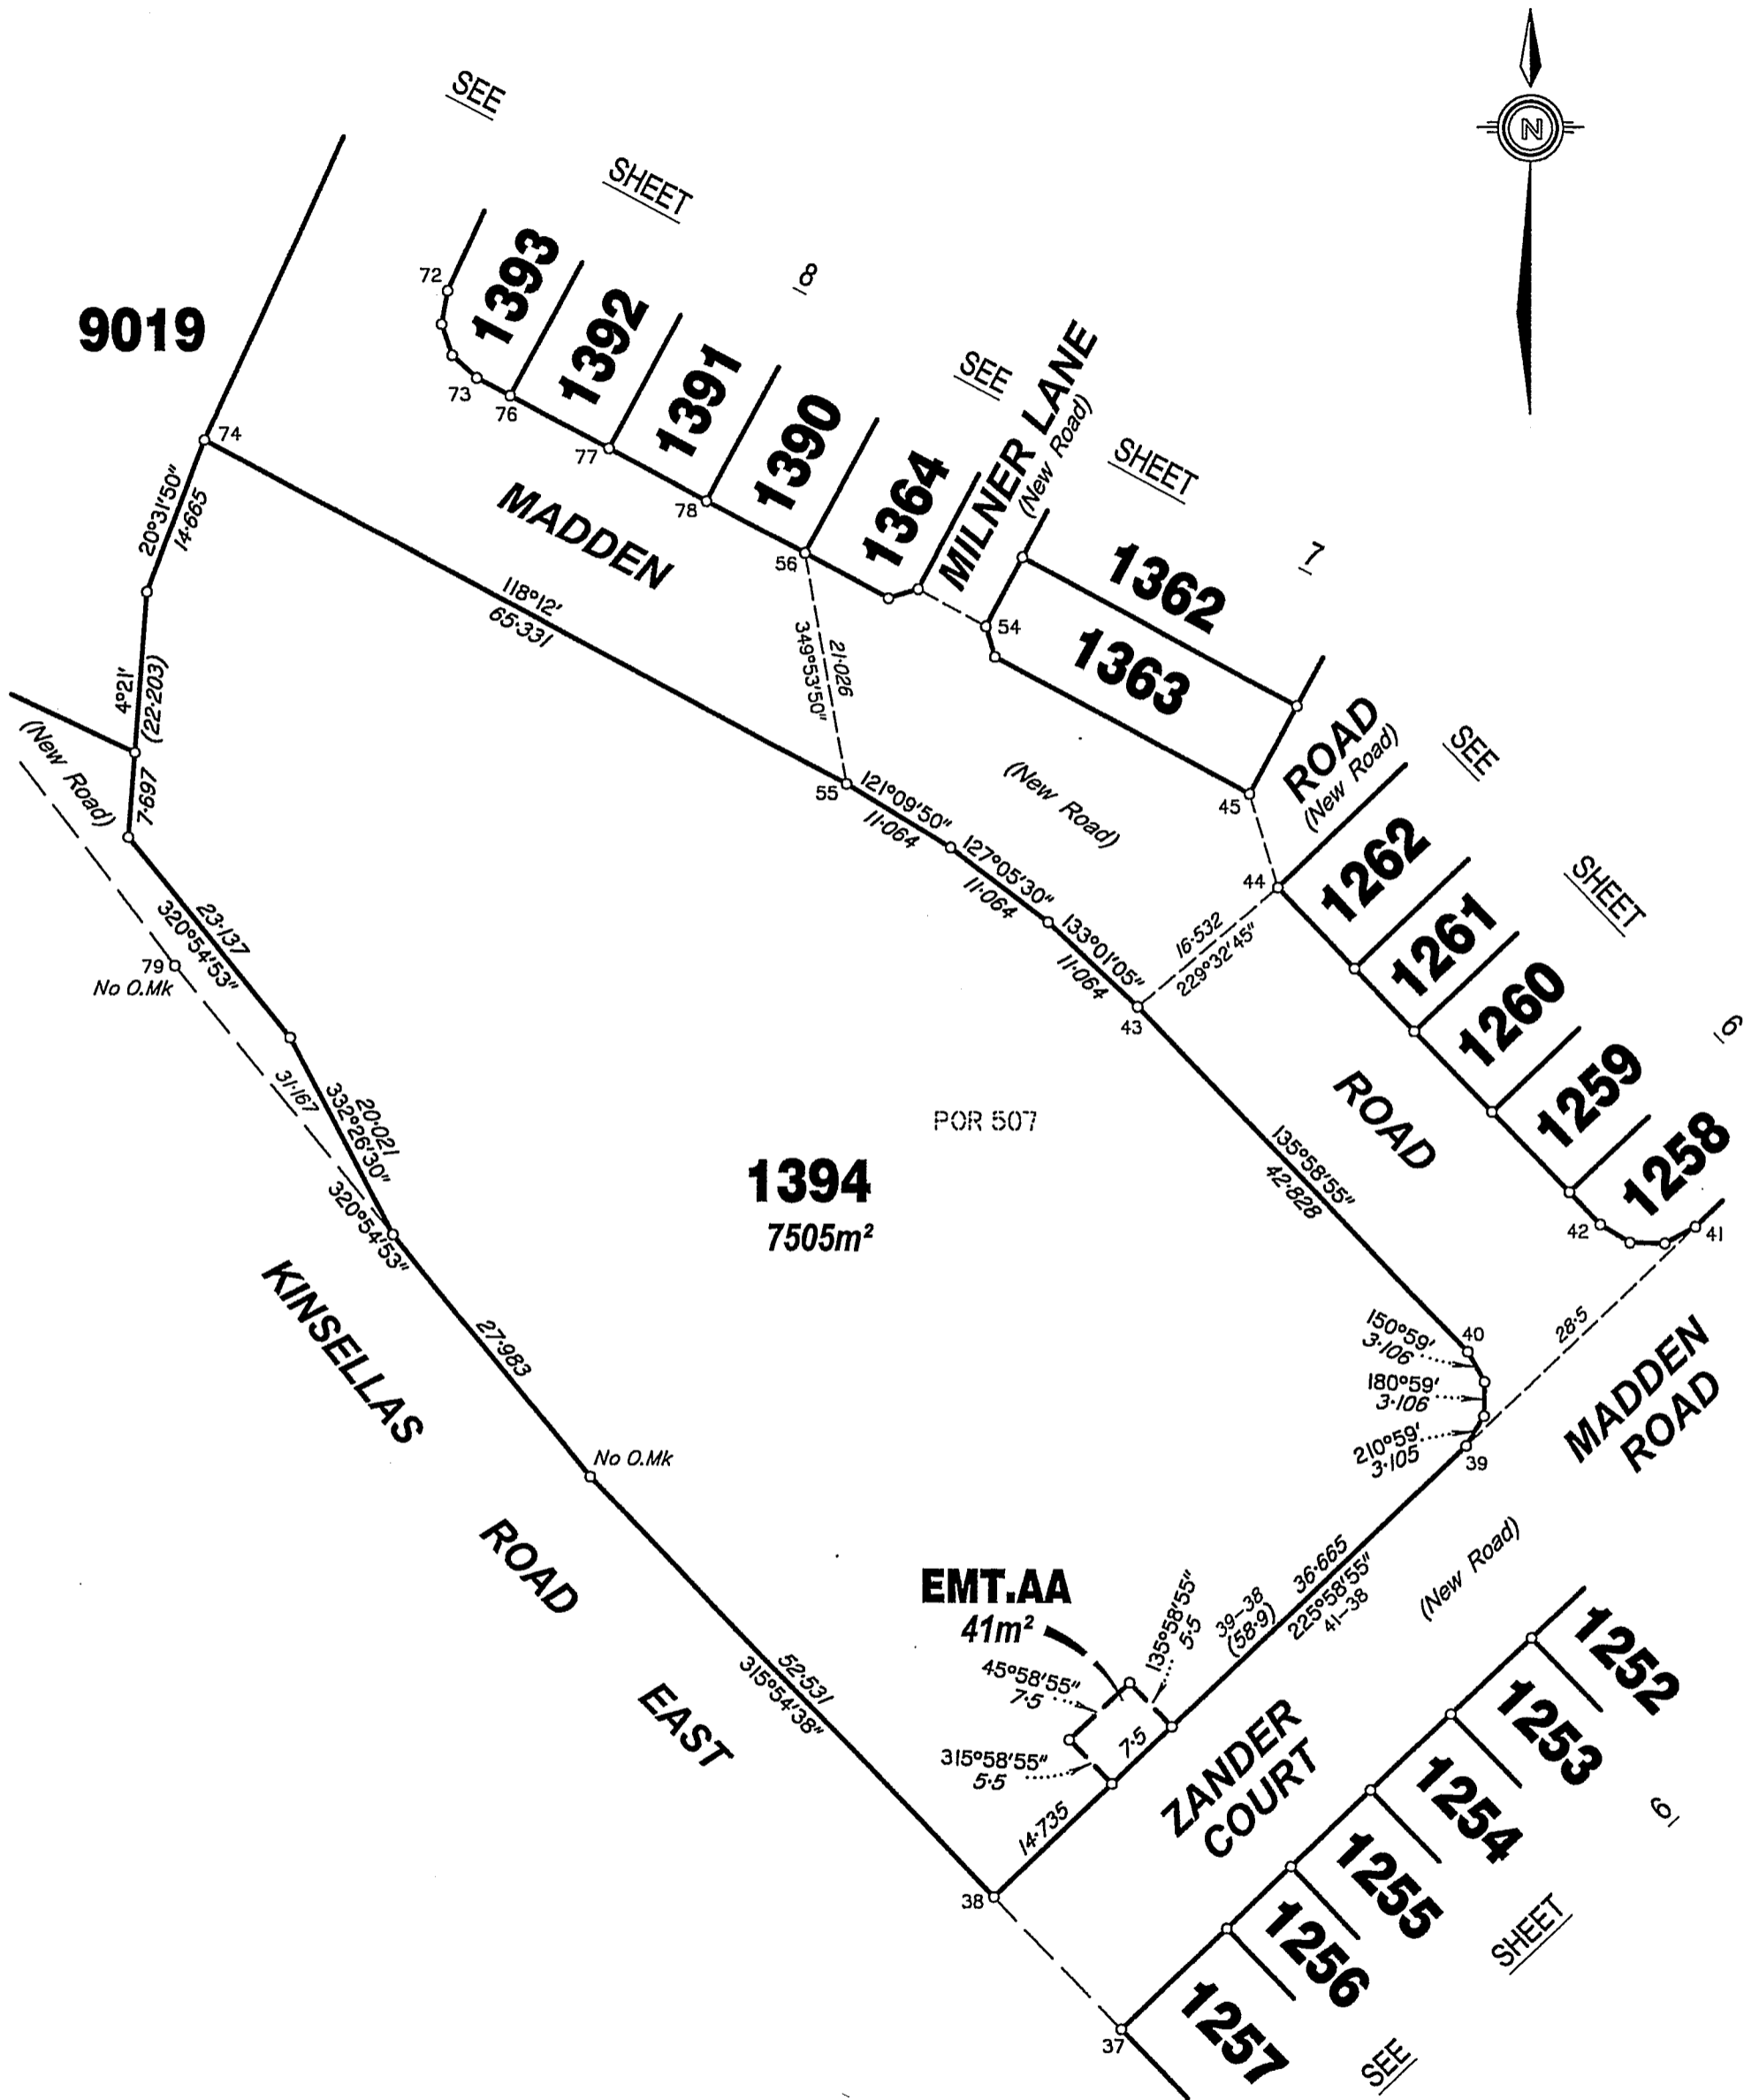 SEE
SHEET
8
N
9019
72
1393
1392
1391
1390
1364
73
76
77
78
56
74
SEE
SHEET
7
MILNER LANE
(New Road)
1362
1363
54
45
MADDEN
118°12'
65·331
21·026
349°53'50"
20°31'50"
14·665
4°21'
(22·203)
7·697
(New Road)
55
121°09'50"
11·064
127°05'30"
11·064
133°01'05"
11·064
(New Road)
ROAD
(New Road)
SEE
SHEET
6
44
16·532
229°32'45"
43
1262
1261
1260
1259
1258
42
41
23·137
320°54'53"
79
No O.Mk
31·167
20·021
332°26'30"
320°54'53"
POR 507
1394
7505m²
ROAD
135°58'55"
42·828
40
150°59'
3·106
180°59'
3·106
210°59'
3·105
39
28·5
MADDEN
ROAD
KINSELLAS
27·983
No O.Mk
ROAD
52·531
315°54'38"
EAST
EMT.AA
41m²
45°58'55"
7·5
135°58'55"
5·5
315°58'55"
5·5
7·5
14·735
39-38
(58·9)
36·665
225°58'55"
41-38
(New Road)
ZANDER
COURT
38
37
1252
1253
1254
1255
1256
1257
6
SHEET
SEE